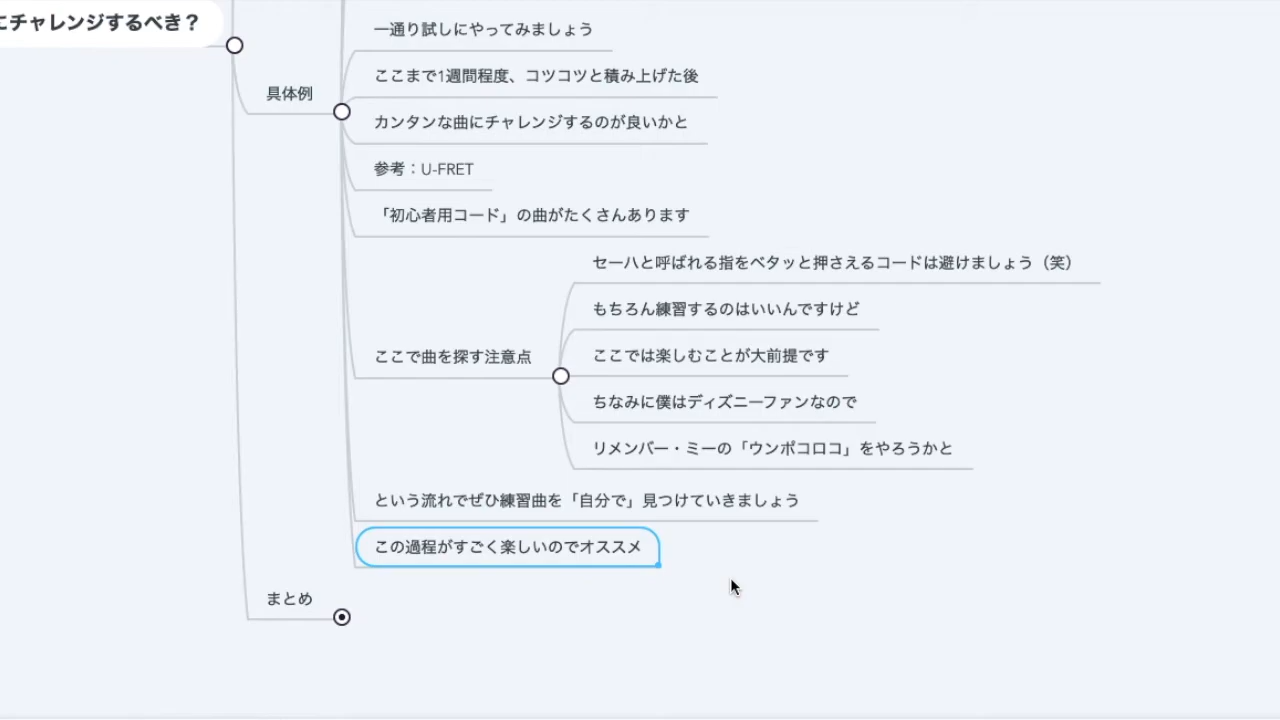 にチャレンジするべき？
一通り試しにやってみましょう
ここまで1週間程度、コツコツと積み上げた後
具体例
カンタンな曲にチャレンジするのが良いかと
参考：U-FRET
「初心者用コード」の曲がたくさんあります
セーハと呼ばれる指をベタッと押さえるコードは避けましょう（笑）
もちろん練習するのはいいんですけど
ここで曲を探す注意点
ここでは楽しむことが大前提です
ちなみに僕はディズニーファンなので
リメンバー・ミーの「ウンポコロコ」をやろうかと
という流れでぜひ練習曲を「自分で」見つけていきましょう
この過程がすごく楽しいのでオススメ
まとめ